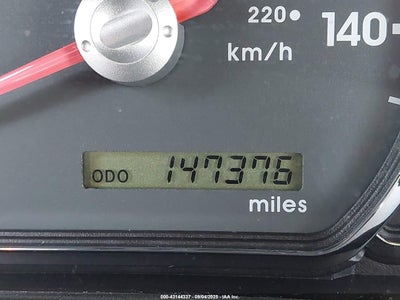 220 140
km/h
ODO 147376
miles
000-43144337 - 09/04/2025 - IAA Inc.